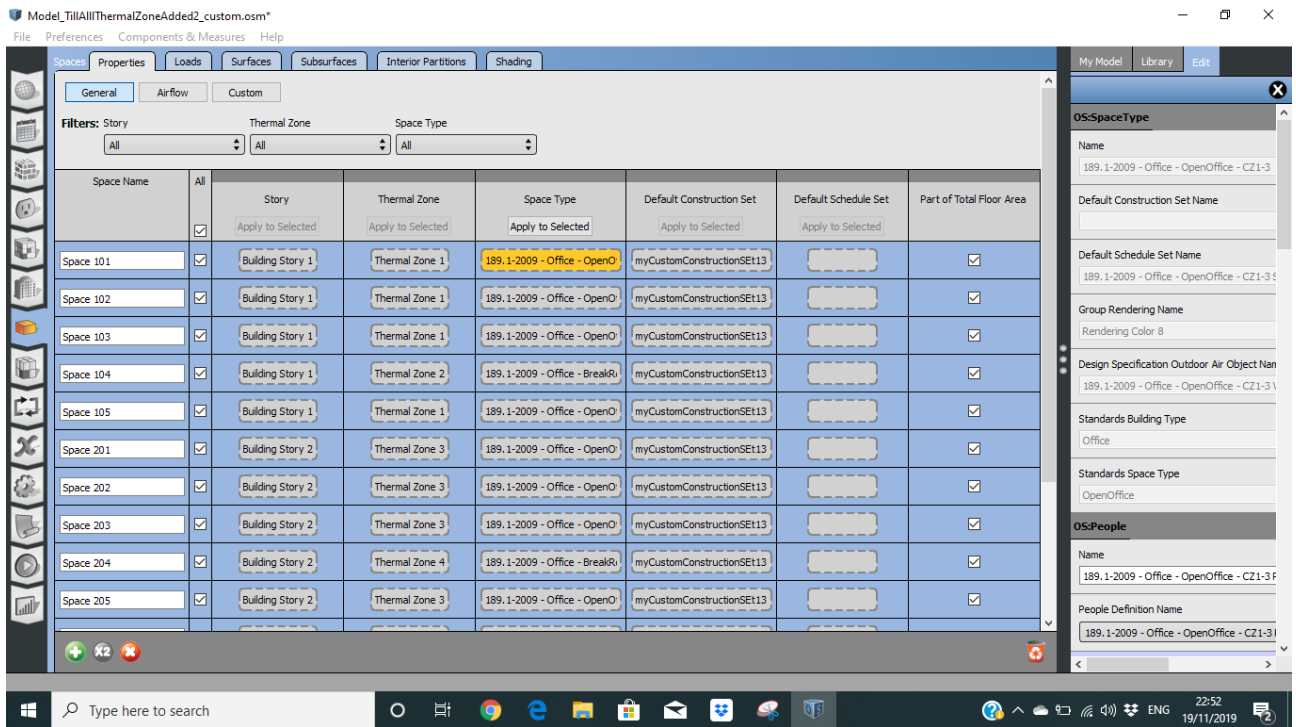 Model_TillAlllThermalZoneAdded2_custom.osm*
File Preferences Components & Measures Help
Spaces Properties Loads Surfaces Subsurfaces Interior Partitions Shading
My Model Library Edit
General Airflow Custom
OS:SpaceType
Filters: Story Thermal Zone Space Type
All All All
Name
189.1-2009 - Office - OpenOffice - CZ1-3
Space Name All Story Thermal Zone Space Type Default Construction Set Default Schedule Set Part of Total Floor Area
Apply to Selected Apply to Selected Apply to Selected Apply to Selected Apply to Selected
Default Construction Set Name
Space 101 Building Story 1 Thermal Zone 1 189.1-2009 - Office - OpenO myCustomConstructionSEt13
Default Schedule Set Name
189.1-2009 - Office - OpenOffice - CZ1-3 S
Space 102 Building Story 1 Thermal Zone 1 189.1-2009 - Office - OpenO myCustomConstructionSEt13
Group Rendering Name
Rendering Color 8
Space 103 Building Story 1 Thermal Zone 1 189.1-2009 - Office - OpenO myCustomConstructionSEt13
Design Specification Outdoor Air Object Nam
189.1-2009 - Office - OpenOffice - CZ1-3 V
Space 104 Building Story 1 Thermal Zone 2 189.1-2009 - Office - BreakR myCustomConstructionSEt13
Space 105 Building Story 1 Thermal Zone 1 189.1-2009 - Office - OpenO myCustomConstructionSEt13
Standards Building Type
Office
Space 201 Building Story 2 Thermal Zone 3 189.1-2009 - Office - OpenO myCustomConstructionSEt13
Standards Space Type
OpenOffice
Space 202 Building Story 2 Thermal Zone 3 189.1-2009 - Office - OpenO myCustomConstructionSEt13
Space 203 Building Story 2 Thermal Zone 3 189.1-2009 - Office - OpenO myCustomConstructionSEt13
OS:People
Name
189.1-2009 - Office - OpenOffice - CZ1-3 P
Space 204 Building Story 2 Thermal Zone 4 189.1-2009 - Office - BreakR myCustomConstructionSEt13
Space 205 Building Story 2 Thermal Zone 3 189.1-2009 - Office - OpenO myCustomConstructionSEt13
People Definition Name
189.1-2009 - Office - OpenOffice - CZ1-3
X2
Type here to search
ENG
22:52
19/11/2019
2